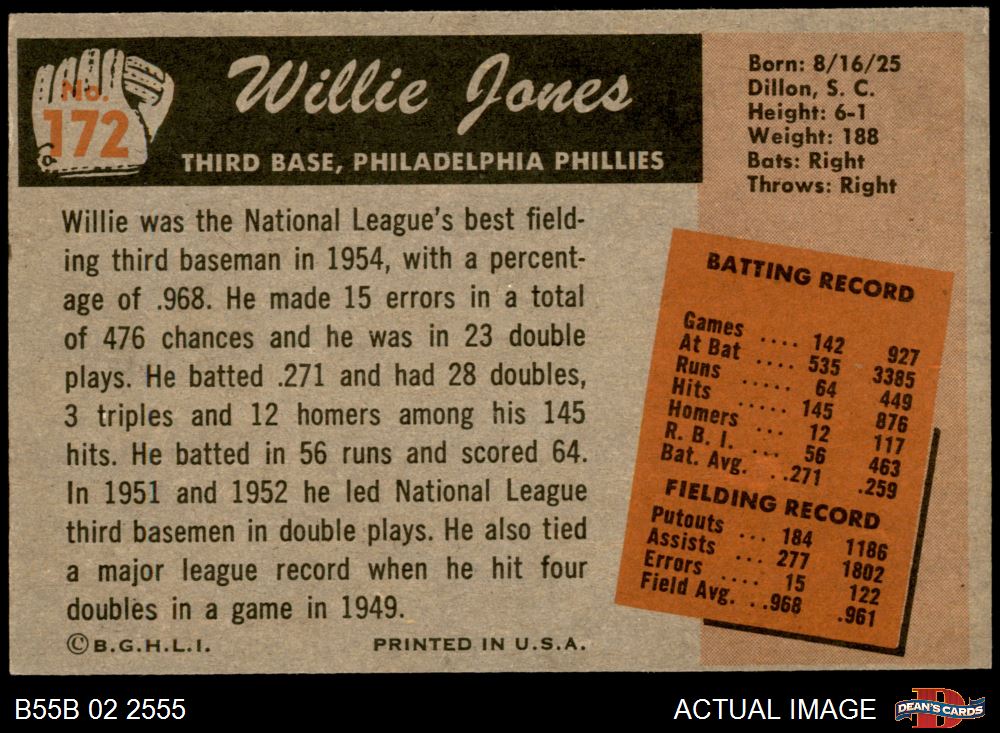 No.
172
Willie Jones
THIRD BASE, PHILADELPHIA PHILLIES
Born: 8/16/25
Dillon, S. C.
Height: 6-1
Weight: 188
Bats: Right
Throws: Right
Willie was the National League's best field-
ing third baseman in 1954, with a percent-
age of .968. He made 15 errors in a total
of 476 chances and he was in 23 double
plays. He batted .271 and had 28 doubles,
3 triples and 12 homers among his 145
hits. He batted in 56 runs and scored 64.
In 1951 and 1952 he led National League
third basemen in double plays. He also tied
a major league record when he hit four
doubles in a game in 1949.
©B.G.H.L.I. PRINTED IN U.S.A.
BATTING RECORD
Games .... 142 927
At Bat .... 535 3385
Runs ..... 64 449
Hits ..... 145 876
Homers ... 12 117
R. B. I. ... 56 463
Bat. Avg. ..271 .259
FIELDING RECORD
Putouts ... 184 1186
Assists ... 277 1802
Errors .... 15 122
Field Avg. ..968 .961
B55B 02 2555
ACTUAL IMAGE
D
DEAN'S CARDS